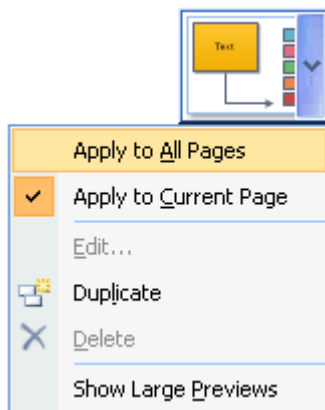 Text
Apply to All Pages
Apply to Current Page
Edit...
Duplicate
Delete
Show Large Previews